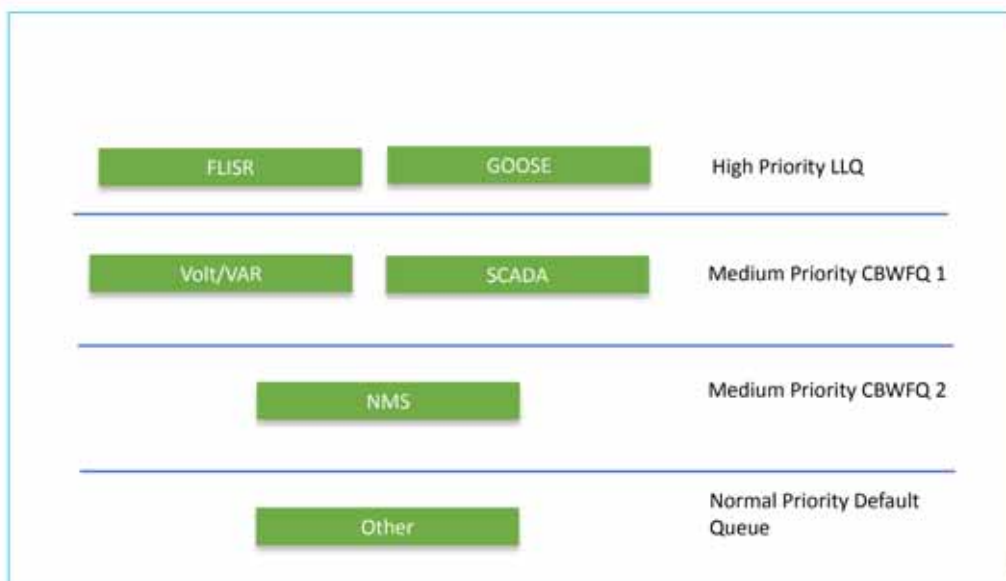 FLISR GOOSE High Priority LLQ
Volt/VAR SCADA Medium Priority CBWFQ 1
NMS Medium Priority CBWFQ 2
Other Normal Priority Default
Queue